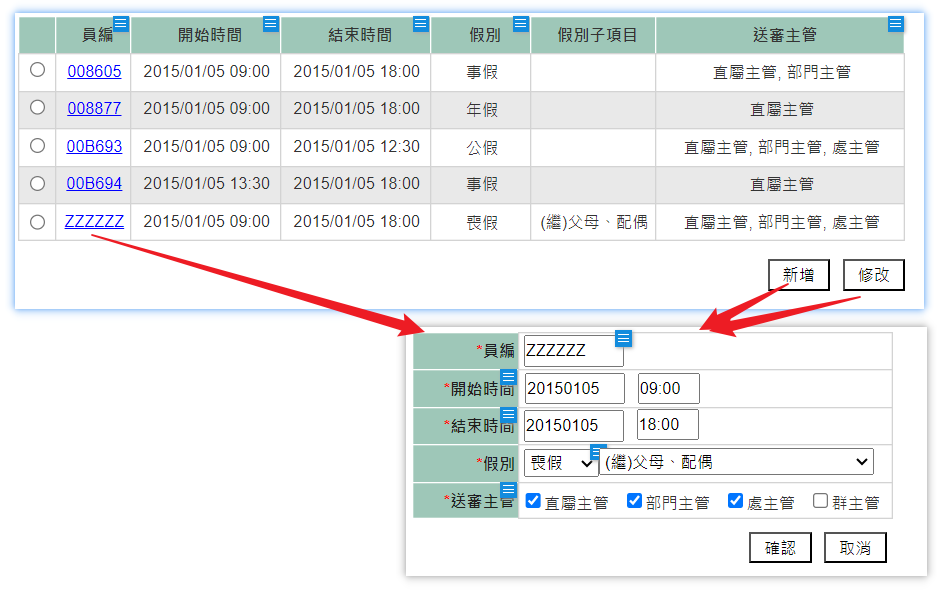 員編 開始時間 結束時間 假別 假別子項目 送審主管
008605 2015/01/05 09:00 2015/01/05 18:00 事假 直屬主管, 部門主管
008877 2015/01/05 09:00 2015/01/05 18:00 年假 直屬主管
00B693 2015/01/05 09:00 2015/01/05 12:30 公假 直屬主管, 部門主管, 處主管
00B694 2015/01/05 13:30 2015/01/05 18:00 事假 直屬主管
ZZZZZZ 2015/01/05 09:00 2015/01/05 18:00 喪假 (繼)父母、配偶 直屬主管, 部門主管, 處主管
新增 修改
*員編 ZZZZZZ
*開始時間 20150105 09:00
*結束時間 20150105 18:00
*假別 喪假 (繼)父母、配偶
*送審主管 直屬主管 部門主管 處主管 群主管
確認 取消